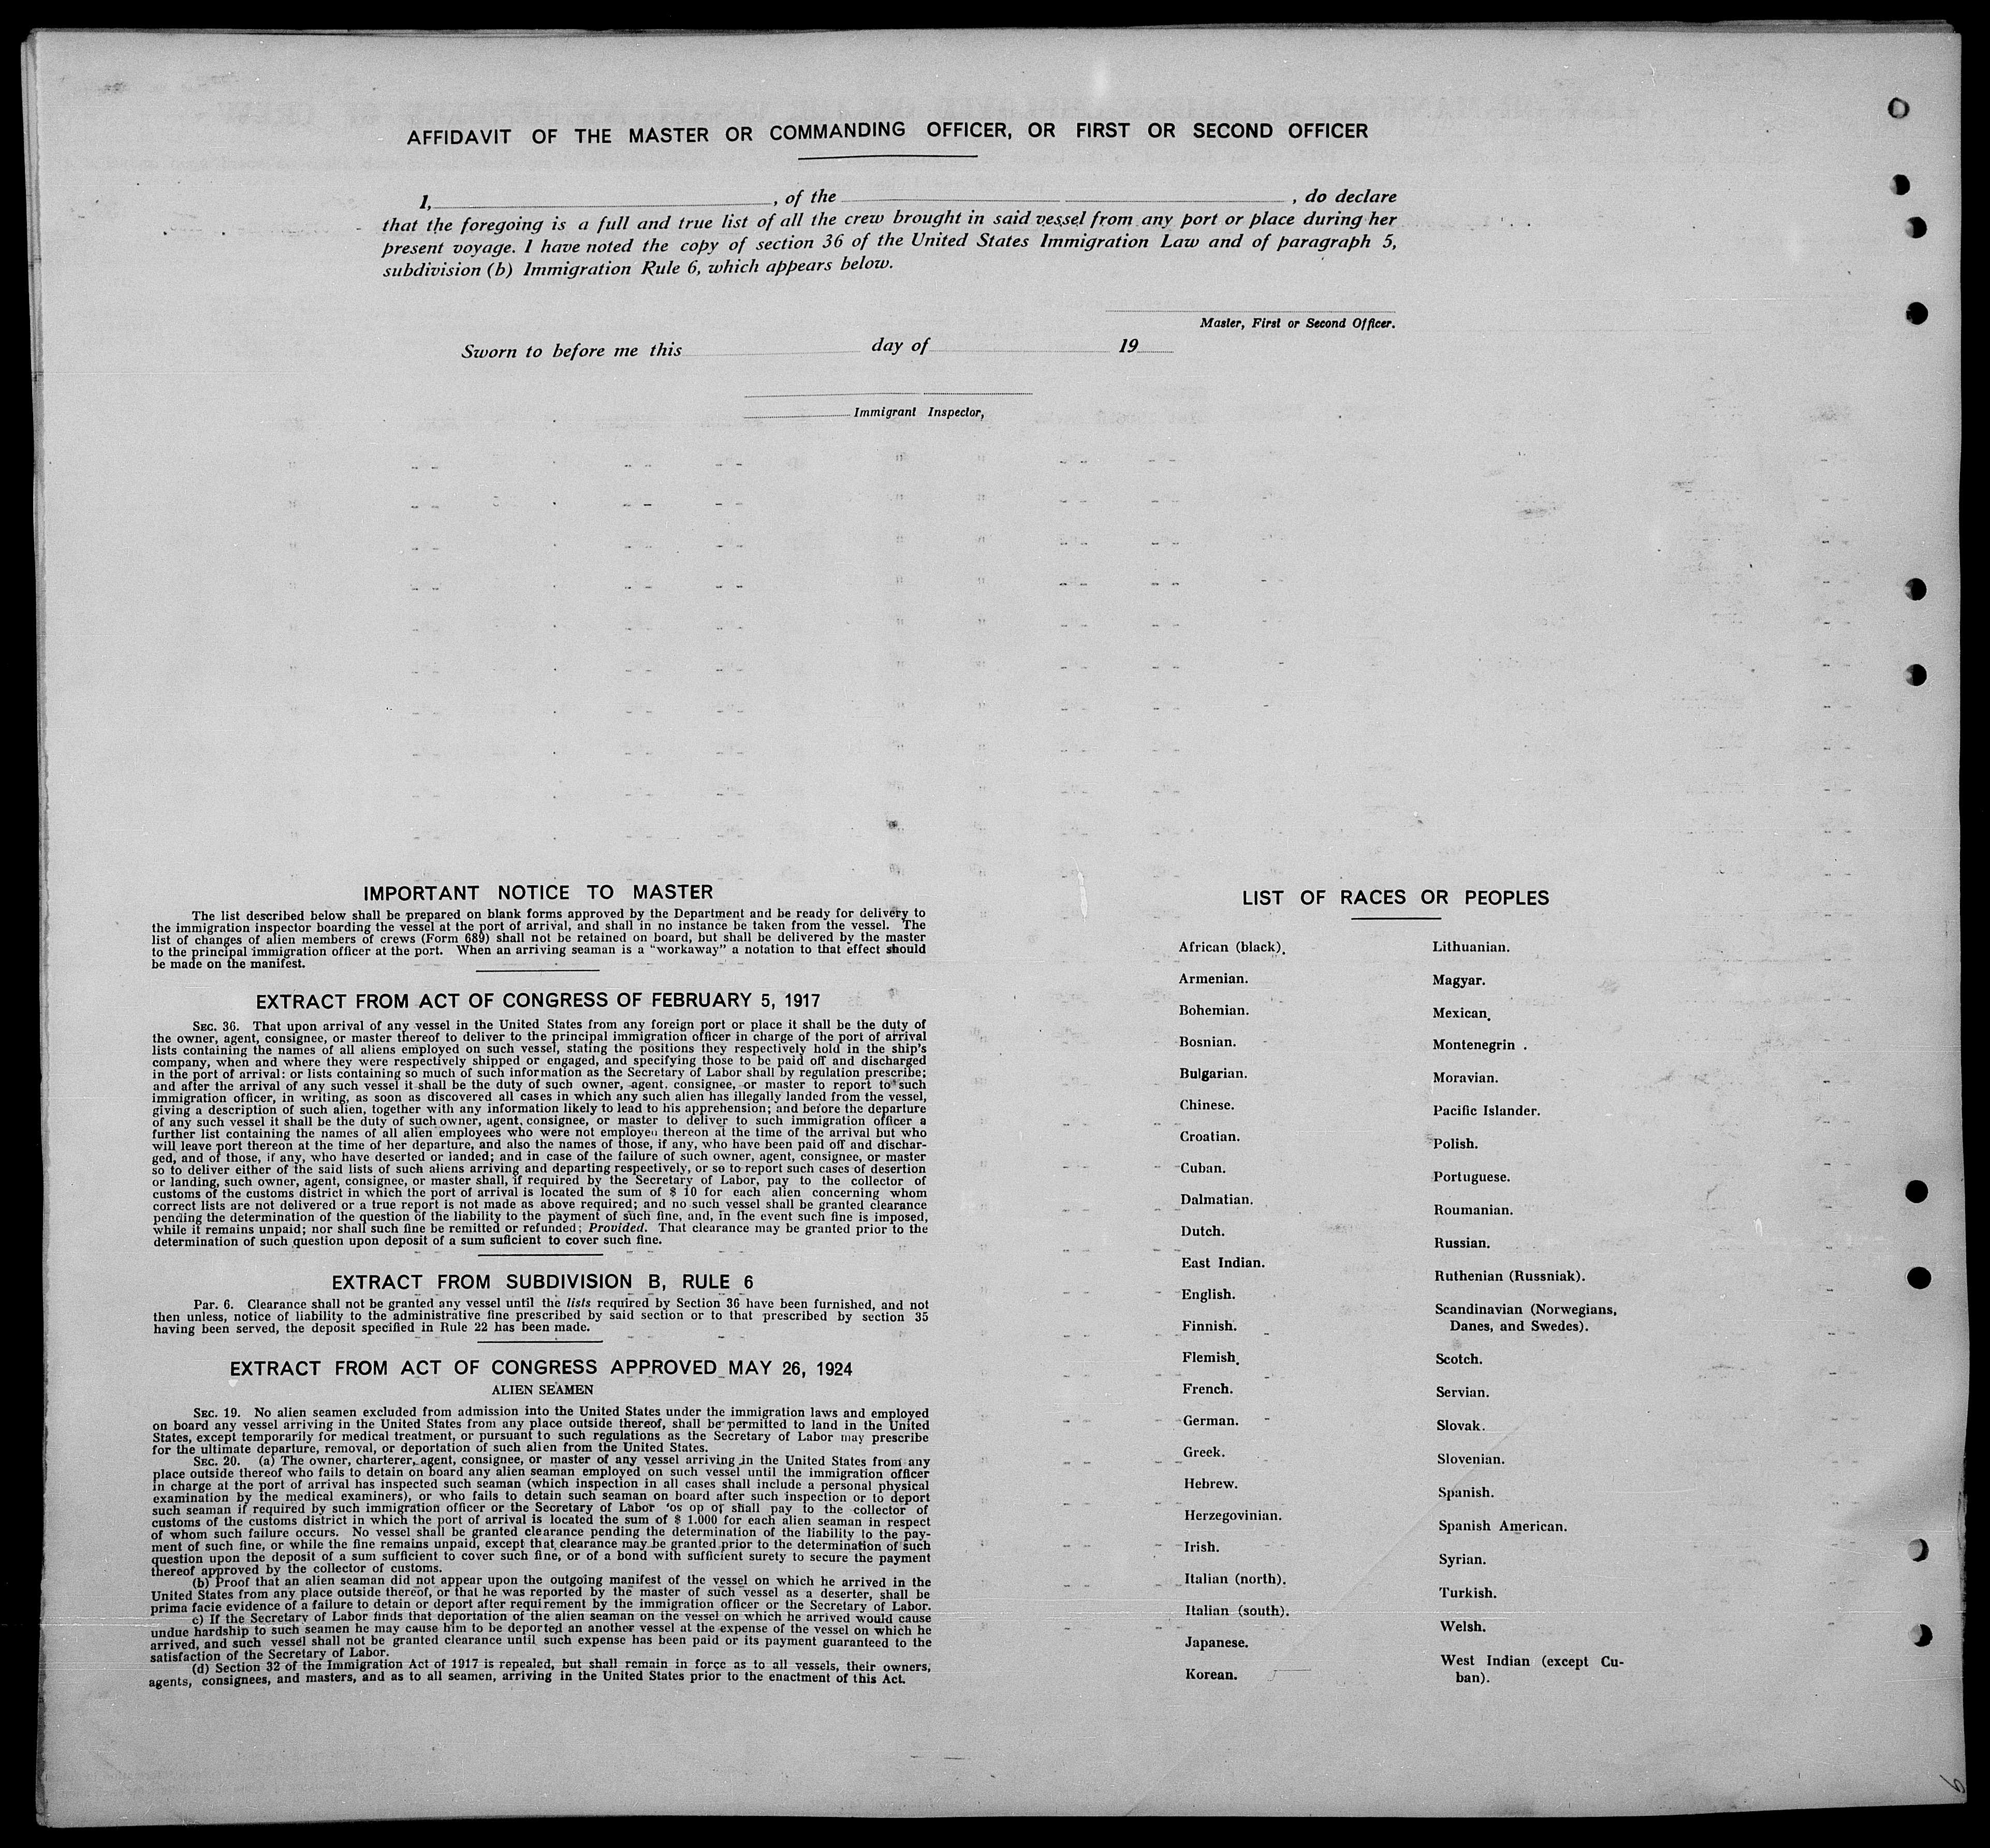 AFFIDAVIT OF THE MASTER OR COMMANDING OFFICER, OR FIRST OR SECOND OFFICER
I, , of the , do declare
that the foregoing is a full and true list of all the crew brought in said vessel from any port or place during her
present voyage. I have noted the copy of section 36 of the United States Immigration Law and of paragraph 5,
subdivision (b) Immigration Rule 6, which appears below.
Master, First or Second Officer.
Sworn to before me this day of 19
Immigrant Inspector,
IMPORTANT NOTICE TO MASTER
The list described below shall be prepared on blank forms approved by the Department and be ready for delivery to
the immigration inspector boarding the vessel at the port of arrival, and shall in no instance be taken from the vessel. The
list of changes of alien members of crews (Form 689) shall not be retained on board, but shall be delivered by the master
to the principal immigration officer at the port. When an arriving seaman is a "workaway" a notation to that effect should
be made on the manifest.
EXTRACT FROM ACT OF CONGRESS OF FEBRUARY 5, 1917
SEC. 36. That upon arrival of any vessel in the United States from any foreign port or place it shall be the duty of
the owner, agent, consignee, or master thereof to deliver to the principal immigration officer in charge of the port of arrival
lists containing the names of all aliens employed on such vessel, stating the positions they respectively hold in the ship's
company, when and where they were respectively shipped or engaged, and specifying those to be paid off and discharged
in the port of arrival: or lists containing so much of such information as the Secretary of Labor shall by regulation prescribe;
and after the arrival of any such vessel it shall be the duty of such owner, agent, consignee, or master to report to such
immigration officer, in writing, as soon as discovered all cases in which any such alien has illegally landed from the vessel,
giving a description of such alien, together with any information likely to lead to his apprehension; and before the departure
of any such vessel it shall be the duty of such owner, agent, consignee, or master to deliver to such immigration officer a
further list containing the names of all alien employees who were not employed thereon at the time of the arrival but who
will leave port thereon at the time of her departure, and also the names of those, if any, who have been paid off and dischar-
ged, and of those, if any, who have deserted or landed; and in case of the failure of such owner, agent, consignee, or master
so to deliver either of the said lists of such aliens arriving and departing respectively, or so to report such cases of desertion
or landing, such owner, agent, consignee, or master shall, if required by the Secretary of Labor, pay to the collector of
customs of the customs district in which the port of arrival is located the sum of $ 10 for each alien concerning whom
correct lists are not delivered or a true report is not made as above required; and no such vessel shall be granted clearance
pending the determination of the question of the liability to the payment of such fine, and, in the event such fine is imposed,
while it remains unpaid; nor shall such fine be remitted or refunded; Provided. That clearance may be granted prior to the
determination of such question upon deposit of a sum suficient to cover such fine.
EXTRACT FROM SUBDIVISION B, RULE 6
Par. 6. Clearance shall not be granted any vessel until the lists required by Section 36 have been furnished, and not
then unless, notice of liability to the administrative fine prescribed by said section or to that prescribed by section 35
having been served, the deposit specified in Rule 22 has been made.
EXTRACT FROM ACT OF CONGRESS APPROVED MAY 26, 1924
ALIEN SEAMEN
SEC. 19. No alien seamen excluded from admission into the United States under the immigration laws and employed
on board any vessel arriving in the United States from any place outside thereof, shall be permitted to land in the United
States, except temporarily for medical treatment, or pursuant to such regulations as the Secretary of Labor may prescribe
for the ultimate departure, removal, or deportation of such alien from the United States.
SEC. 20. (a) The owner, charterer, agent, consignee, or master of any vessel arriving in the United States from any
place outside thereof who fails to detain on board any alien seaman employed on such vessel until the immigration officer
in charge at the port of arrival has inspected such seaman (which inspection in all cases shall include a personal physical
examination by the medical examiners), or who fails to detain such seaman on board after such inspection or to deport
such seaman if required by such immigration officer or the Secretary of Labor 'os op or shall pay to the collector of
customs of the customs district in which the port of arrival is located the sum of $ 1.000 for each alien seaman in respect
of whom such failure occurs. No vessel shall be granted clearance pending the determination of the liability to the pay-
ment of such fine, or while the fine remains unpaid, except that clearance may be granted prior to the determination of such
question upon the deposit of a sum sufficient to cover such fine, or of a bond with sufficient surety to secure the payment
thereof approved by the collector of customs.
(b) Proof that an alien seaman did not appear upon the outgoing manifest of the vessel on which he arrived in the
United States from any place outside thereof, or that he was reported by the master of such vessel as a deserter, shall be
prima facie evidence of a failure to detain or deport after requirement by the immigration officer or the Secretary of Labor.
c) If the Secretary of Labor finds that deportation of the alien seaman on the vessel on which he arrived would cause
undue hardship to such seamen he may cause him to be deported an another vessel at the expense of the vessel on which he
arrived, and such vessel shall not be granted clearance until such expense has been paid or its payment guaranteed to the
satisfaction of the Secretary of Labor.
(d) Section 32 of the Immigration Act of 1917 is repealed, but shall remain in force as to all vessels, their owners,
agents, consignees, and masters, and as to all seamen, arriving in the United States prior to the enactment of this Act.
LIST OF RACES OR PEOPLES
African (black).
Armenian.
Bohemian.
Bosnian.
Bulgarian.
Chinese.
Croatian.
Cuban.
Dalmatian.
Dutch.
East Indian.
English.
Finnish.
Flemish.
French.
German.
Greek.
Hebrew.
Herzegovinian.
Irish.
Italian (north).
Italian (south).
Japanese.
Korean.
Lithuanian.
Magyar.
Mexican.
Montenegrin .
Moravian.
Pacific Islander.
Polish.
Portuguese.
Roumanian.
Russian.
Ruthenian (Russniak).
Scandinavian (Norwegians,
Danes, and Swedes).
Scotch.
Servian.
Slovak.
Slovenian.
Spanish.
Spanish American.
Syrian.
Turkish.
Welsh.
West Indian (except Cu-
ban).